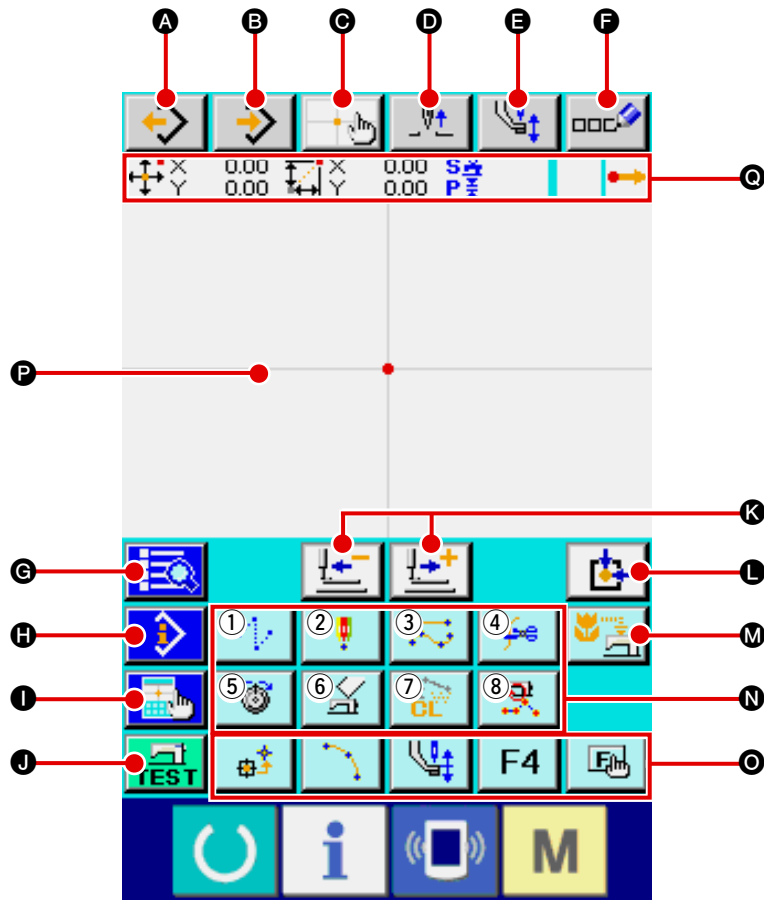 A B C D E F
X 0.00 X 0.00 S
Y 0.00 Y 0.00 P
Q
P
K
G L
H 1 2 3 4 M
I 5 6 7 CL 8 N
J TEST F4 F O
i M